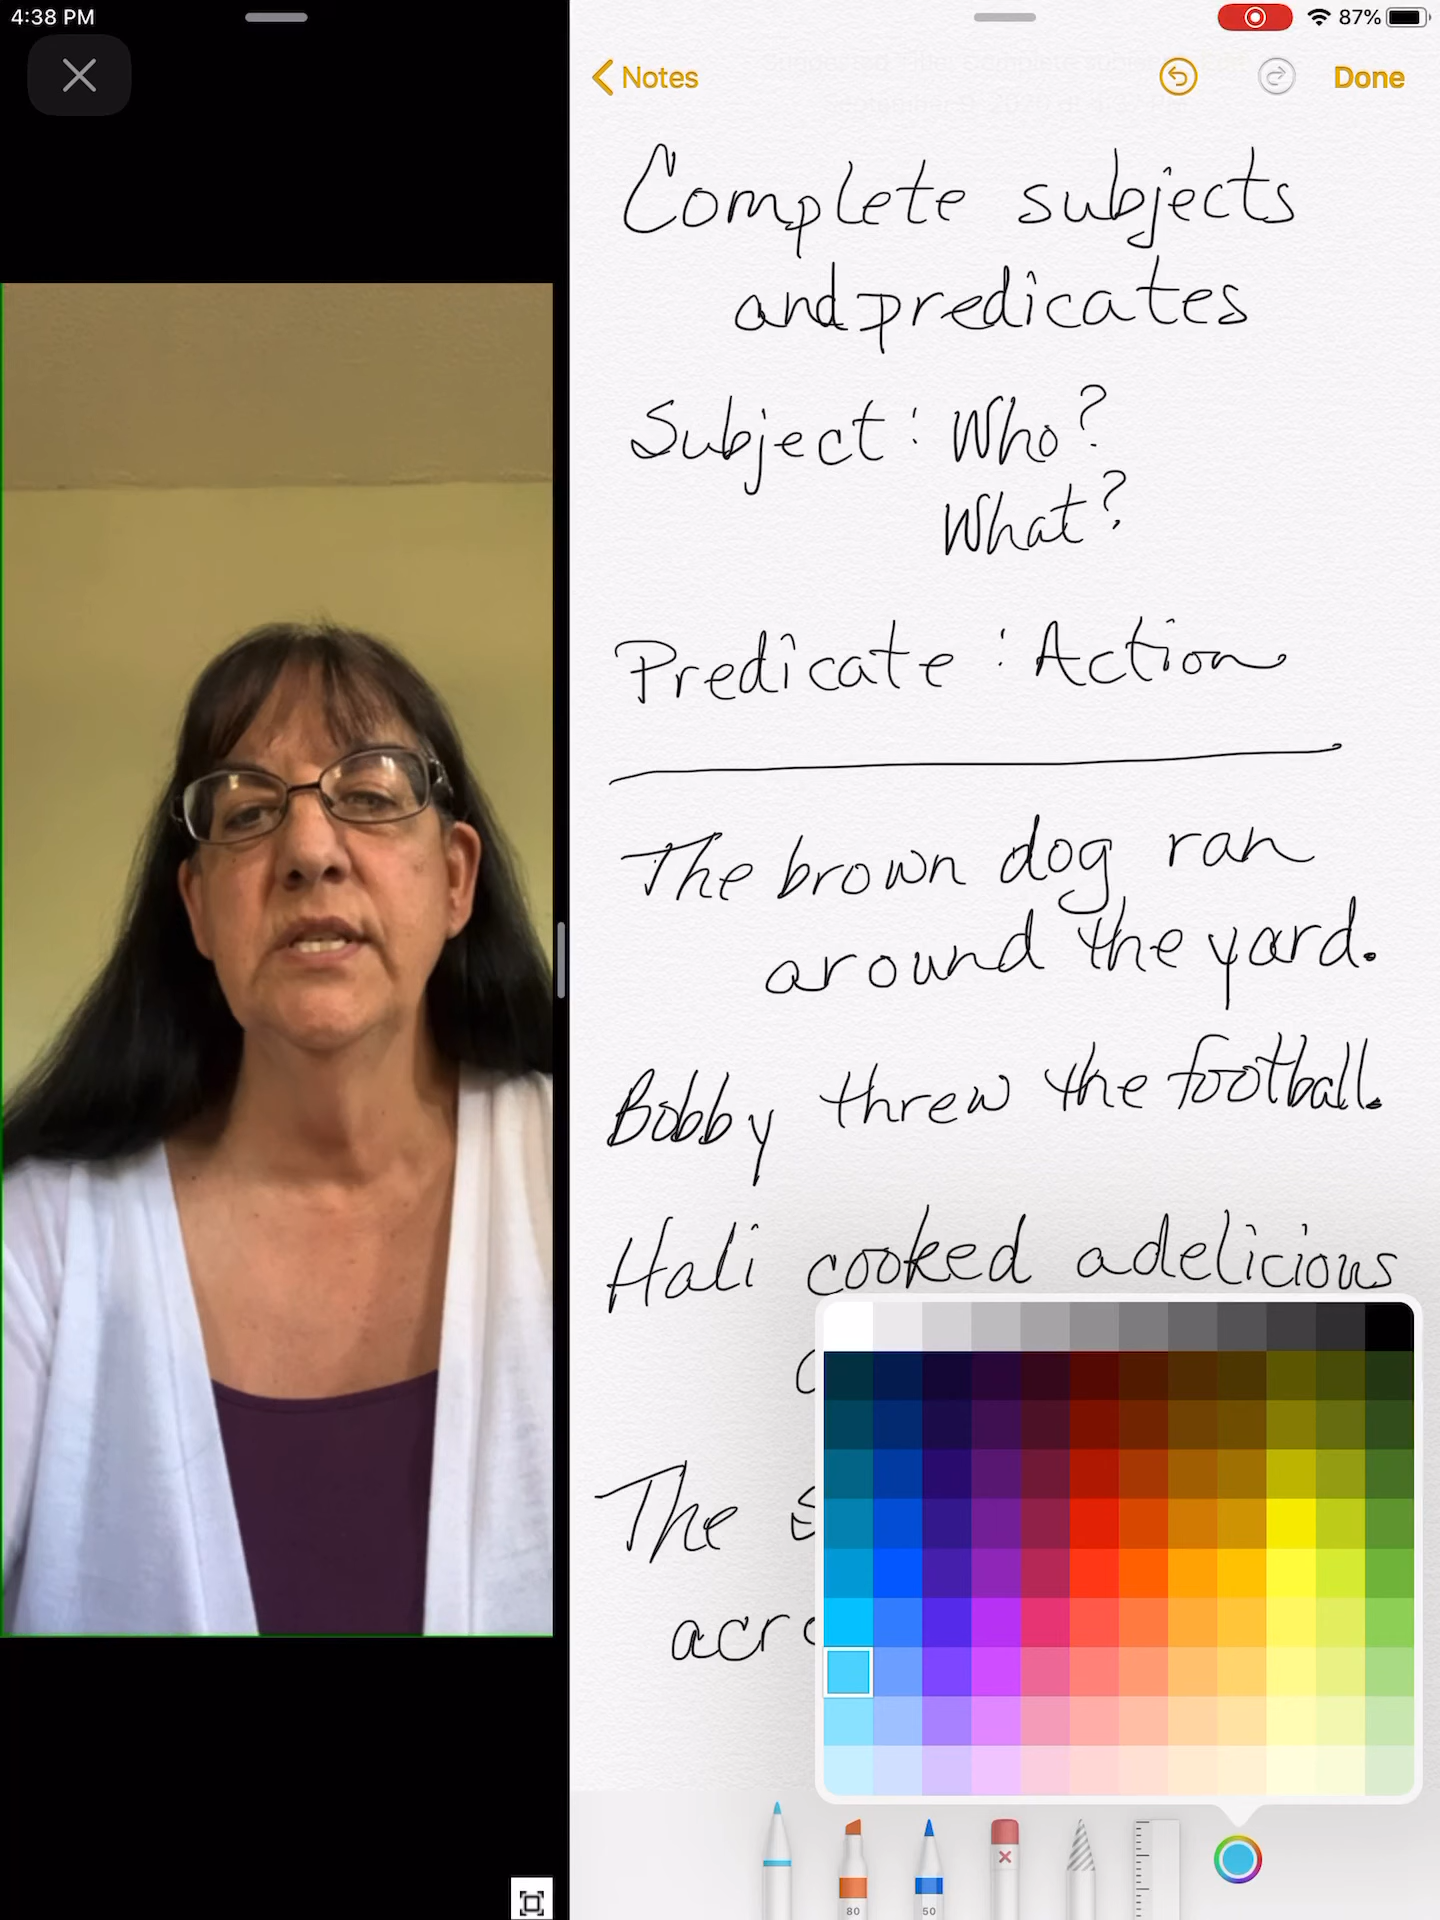 4:38 PM
87%
Notes
Done
Complete subjects
and predicates
Subject: Who?
What?
Predicate: Action
The brown dog ran
around the yard.
Bobby threw the football.
Hali cooked a delicious
The
80
50